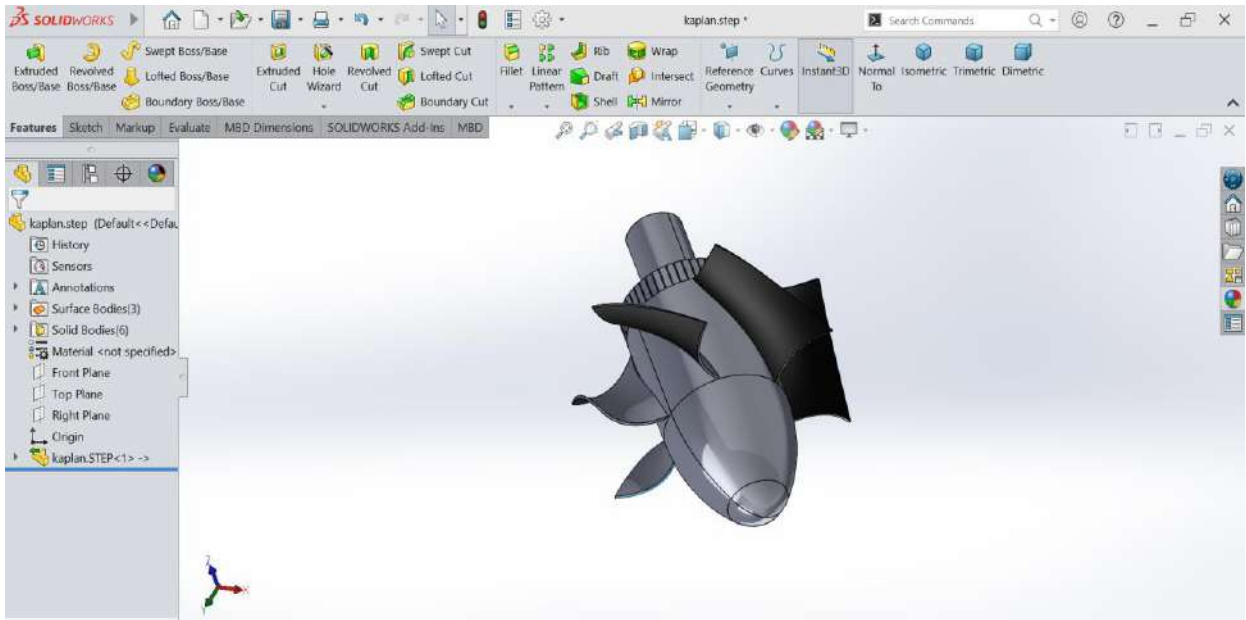 SOLIDWORKS
kaplan.step *
Search Commands
Extruded Boss/Base
Revolved Boss/Base
Swept Boss/Base
Lofted Boss/Base
Boundary Boss/Base
Extruded Cut
Hole Wizard
Revolved Cut
Swept Cut
Lofted Cut
Boundary Cut
Fillet
Linear Pattern
Rib
Draft
Shell
Wrap
Intersect
Mirror
Reference Geometry
Curves
Instant3D
Normal To
Isometric
Trimetric
Dimetric
Features Sketch Markup Evaluate MBD Dimensions SOLIDWORKS Add-Ins MBD
kaplan.step (Default<<Defau
History
Sensors
Annotations
Surface Bodies(3)
Solid Bodies(6)
Material <not specified>
Front Plane
Top Plane
Right Plane
Origin
kaplan.STEP<1> ->
Z
X
Y